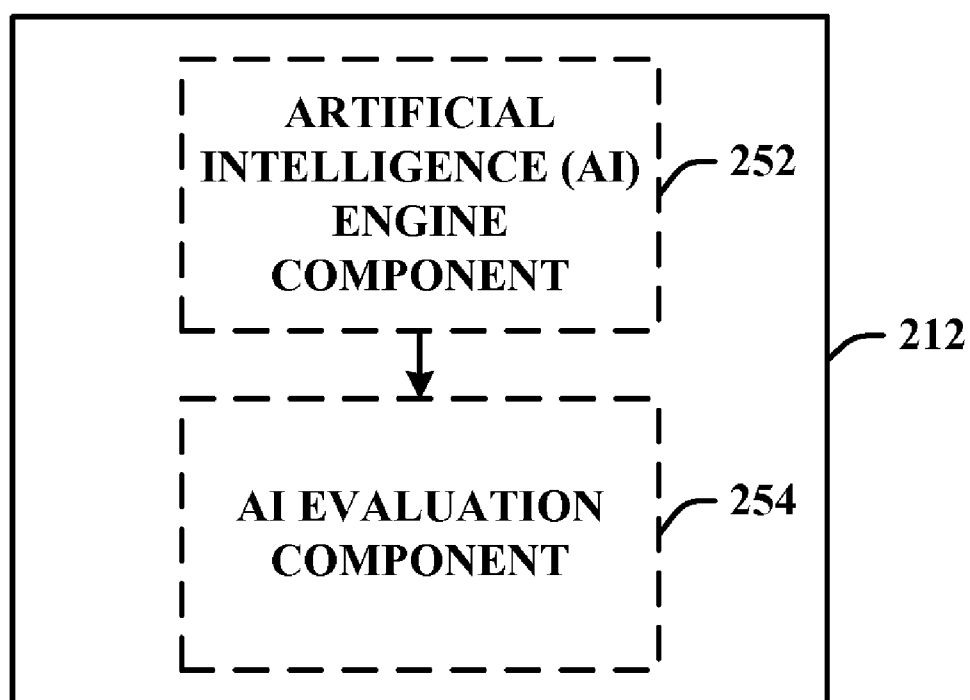 ARTIFICIAL
INTELLIGENCE (AI)
ENGINE
COMPONENT
252
212
AI EVALUATION
COMPONENT
254